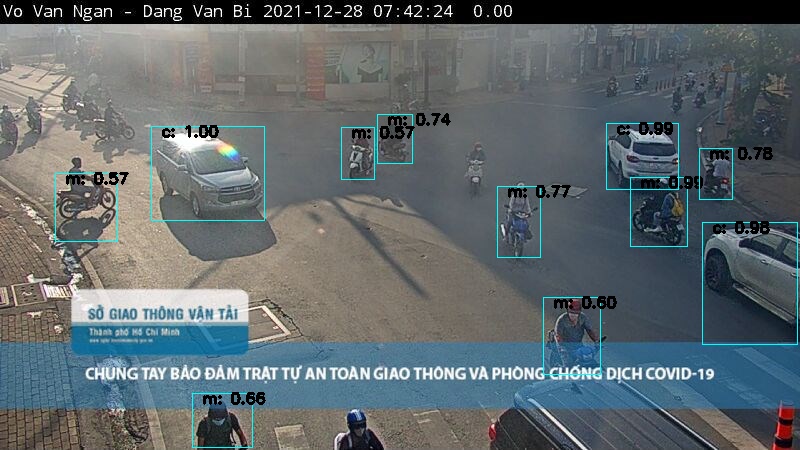 Vo Van Ngan - Dang Van Bi 2021-12-28 07:42:24 0.00
m: 0.74
c: 1.00
m: 0.57
c: 0.99
m: 0.78
m: 0.57
m: 0.99
m: 0.77
c: 0.98
m: 0.60
SỞ GIAO THÔNG VẬN TẢI
Thành phố Hồ Chí Minh
CHUNG TAY BẢO ĐẢM TRẬT TỰ AN TOÀN GIAO THÔNG VÀ PHÒNG CHỐNG DỊCH COVID-19
m: 0.66